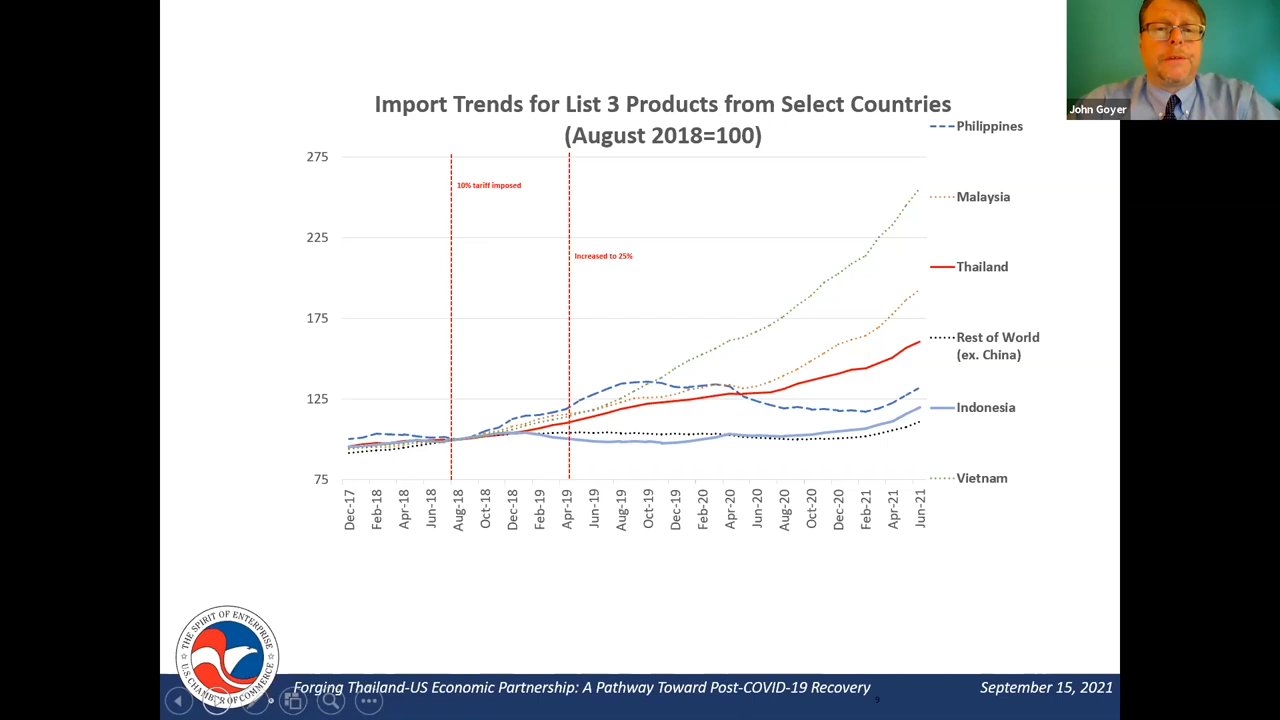 John Goyer
Import Trends for List 3 Products from Select Countries
(August 2018=100)
Philippines
Malaysia
Thailand
Rest of World
(ex. China)
Indonesia
Vietnam
275
225
175
125
75
10% tariff imposed
Increased to 25%
Dec-17
Feb-18
Apr-18
Jun-18
Aug-18
Oct-18
Dec-18
Feb-19
Apr-19
Jun-19
Aug-19
Oct-19
Dec-19
Feb-20
Apr-20
Jun-20
Aug-20
Oct-20
Dec-20
Feb-21
Apr-21
Jun-21
THE SPIRIT OF ENTERPRISE
U.S. CHAMBER OF COMMERCE
Forging Thailand-US Economic Partnership: A Pathway Toward Post-COVID-19 Recovery
9
September 15, 2021